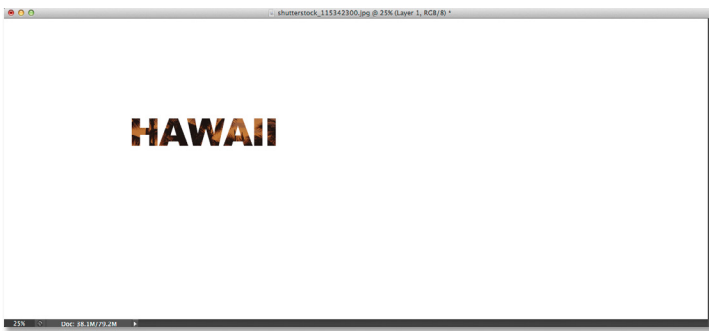 shutterstock_115342300.jpg @ 25% (Layer 1, RGB/8) *
HAWAII
25% Doc: 38.1M/79.2M